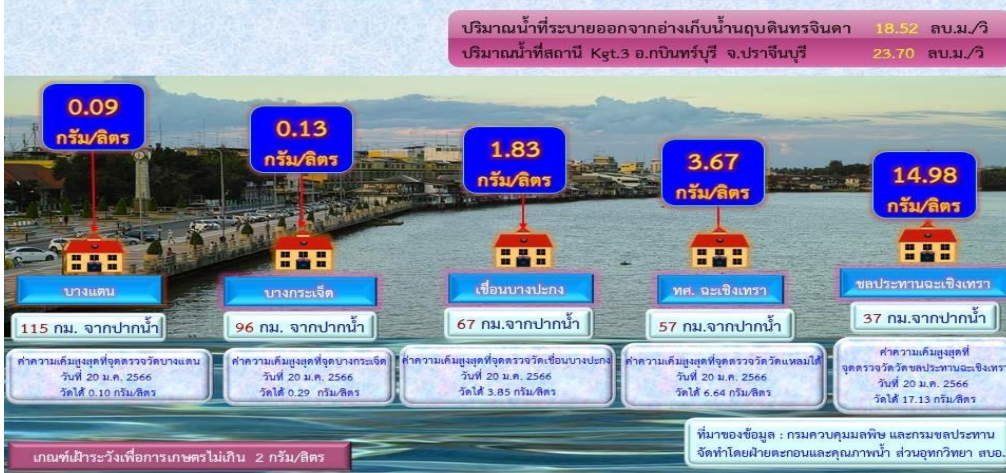 ปริมาณน้ำที่ระบายออกจากอ่างเก็บน้ำนฤบดินทรจินดา 18.52 ลบ.ม./วิ
ปริมาณน้ำที่สถานี Kgt.3 อ.กบินทร์บุรี จ.ปราจีนบุรี 23.70 ลบ.ม./วิ
0.09
กรัม/ลิตร
0.13
กรัม/ลิตร
1.83
กรัม/ลิตร
3.67
กรัม/ลิตร
14.98
กรัม/ลิตร
บางแตน
บางกระเจ็ด
เขื่อนบางปะกง
ทศ. ฉะเชิงเทรา
ชลประทานฉะเชิงเทรา
115 กม. จากปากน้ำ
96 กม. จากปากน้ำ
67 กม.จากปากน้ำ
57 กม.จากปากน้ำ
37 กม.จากปากน้ำ
ค่าความเค็มสูงสุดที่จุดตรวจวัดบางแตน
วันที่ 20 ม.ค. 2566
วัดได้ 0.10 กรัม/ลิตร
ค่าความเค็มสูงสุดที่จุดบางกระเจ็ด
วันที่ 20 ม.ค. 2566
วัดได้ 0.29 กรัม/ลิตร
ค่าความเค็มสูงสุดที่จุดตรวจวัดเขื่อนบางปะกง
วันที่ 20 ม.ค. 2566
วัดได้ 3.85 กรัม/ลิตร
ค่าความเค็มสูงสุดที่จุดตรวจวัดวัดแหลมใต้
วันที่ 20 ม.ค. 2566
วัดได้ 6.64 กรัม/ลิตร
ค่าความเค็มสูงสุดที่
จุดตรวจวัดวัดชลประทานฉะเชิงเทรา
วันที่ 20 ม.ค. 2566
วัดได้ 17.13 กรัม/ลิตร
เกณฑ์เฝ้าระวังเพื่อการเกษตรไม่เกิน 2 กรัม/ลิตร
ที่มาของข้อมูล : กรมควบคุมมลพิษ และกรมชลประทาน
จัดทำโดยฝ่ายตะกอนและคุณภาพน้ำ ส่วนอุทกวิทยา สบอ.